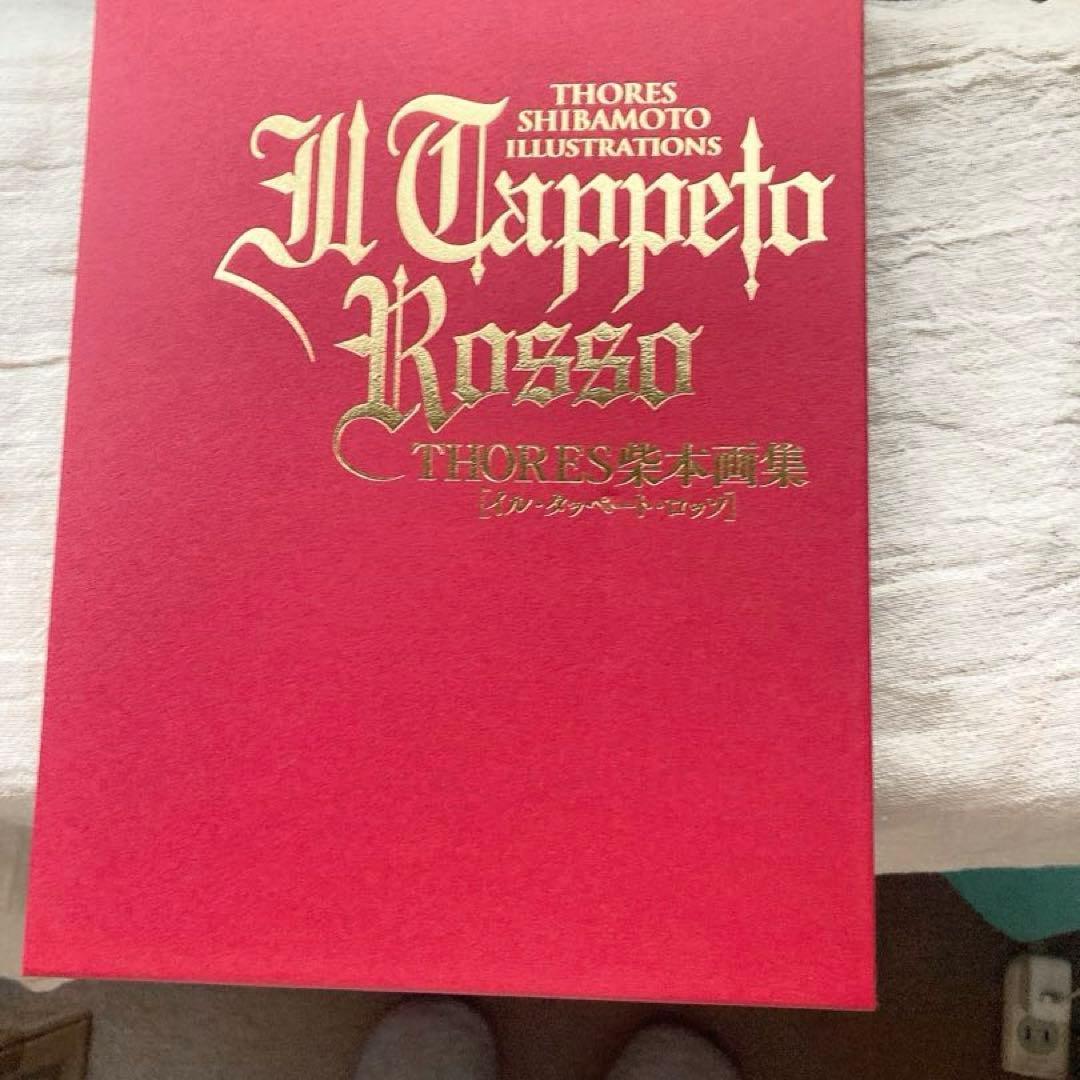 THORES
SHIBAMOTO
ILLUSTRATIONS
Il Tappeto
Rosso
THORES柴本画集
[イル・タッペート・ロッソ]